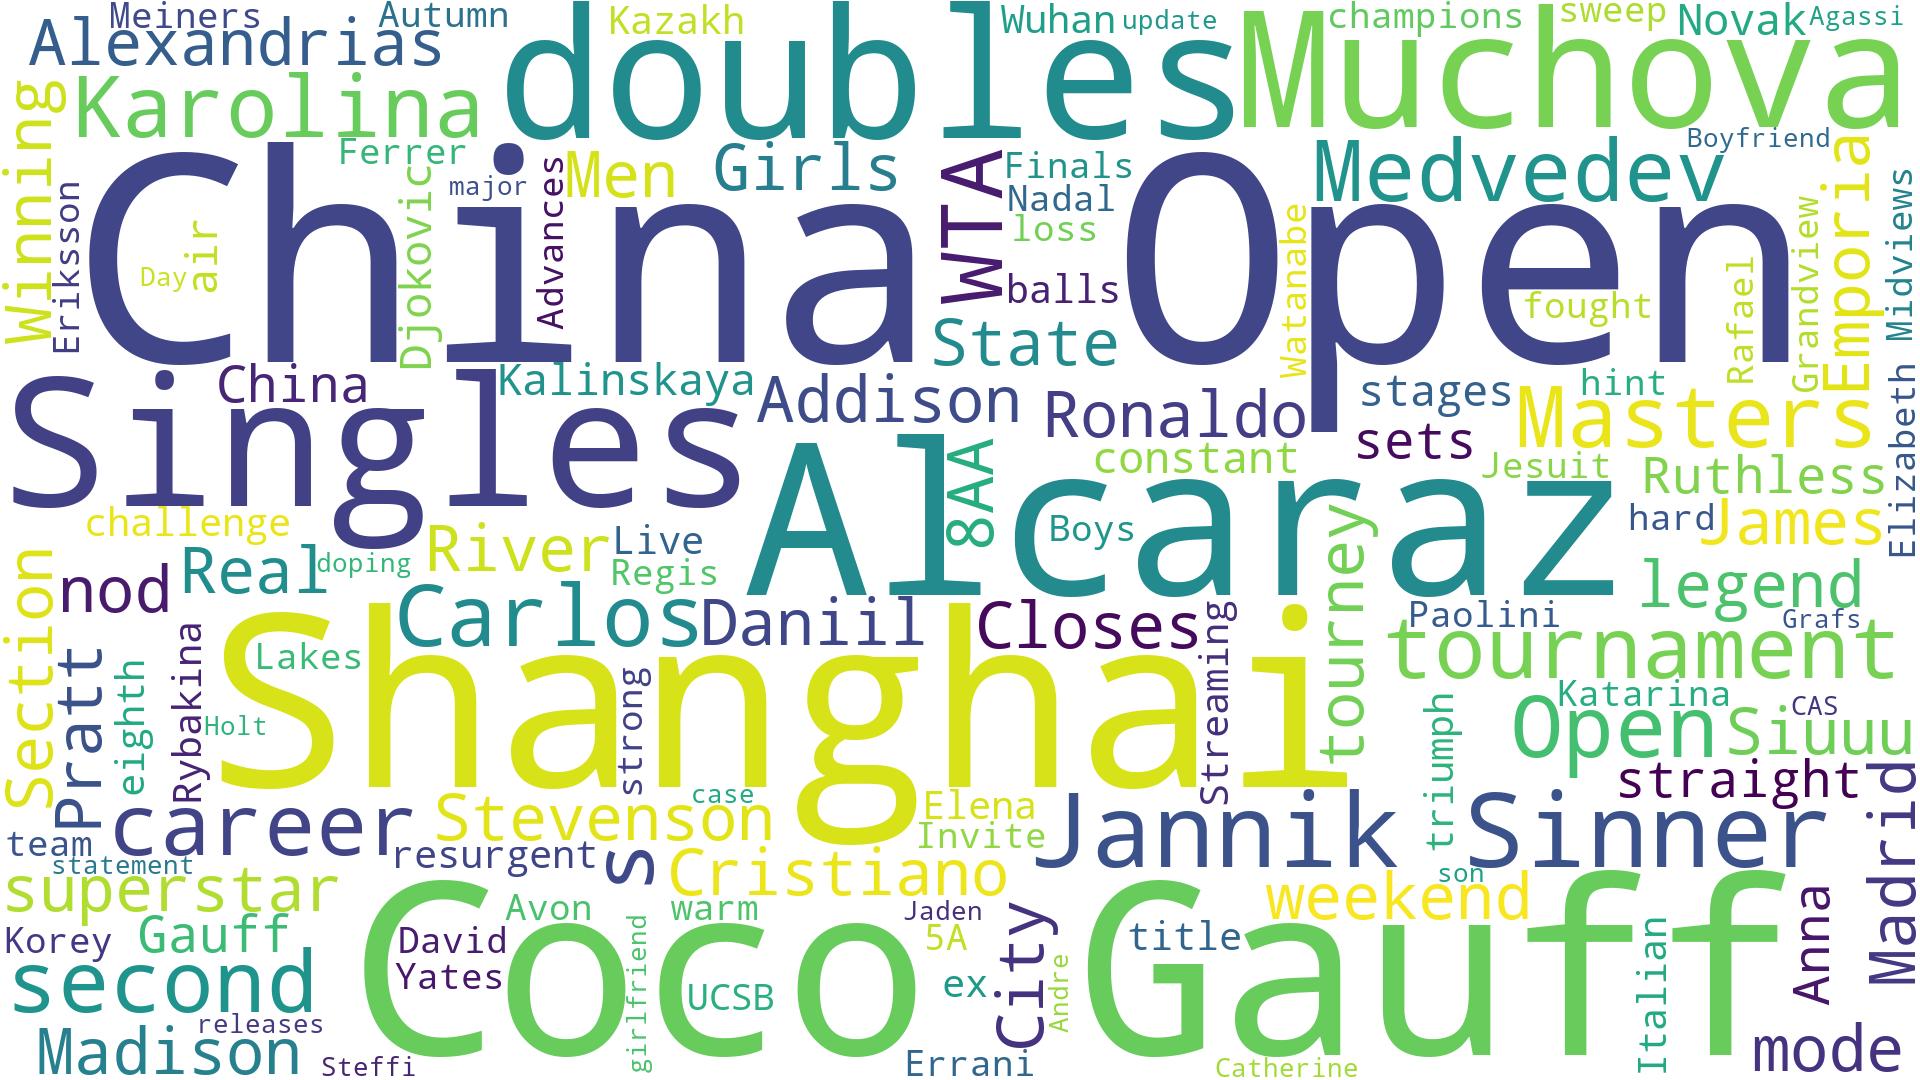 Meiners
Autumn
Kazakh
Wuhan
update
champions
sweep
Novak
Agassi
Alexandrias
doubles
Muchova
Karolina
Winning
Ferrer
Boyfriend
China Open
Men
Girls
WTA
Finals
Nadal
loss
balls
Medvedev
major
Advances
Djokovic
Eriksson
air
Day
State
Watanabe
fought
Rafael
Grandview
Emporia
Midviews
Singles
China
Kalinskaya
Addison
Ronaldo
stages
hint
Masters
sets
constant
Jesuit
Ruthless
Elizabeth
Alcaraz
8AA
Boys
hard
James
challenge
River
Live
Regis
Real
doping
nod
Section
Carlos
Daniil
Closes
tourney
legend
Paolini
Grafs
tournament
Shanghai
Lakes
Pratt
eighth
Rybakina
Holt
strong
Streaming
triumph
Katarina
CAS
Open
Siuuu
straight
career
Stevenson
case
Elena
Invite
Jannik Sinner
Madrid
team
statement
resurgent
s
Cristiano
son
weekend
superstar
Coco Gauff
Avon
warm
Jaden
5A
City
title
Anna
Korey
Gauff
David
Yates
girlfriend
UCSB
ex
Andre
Italian
second
releases
Madison
Steffi
Errani
Catherine
mode